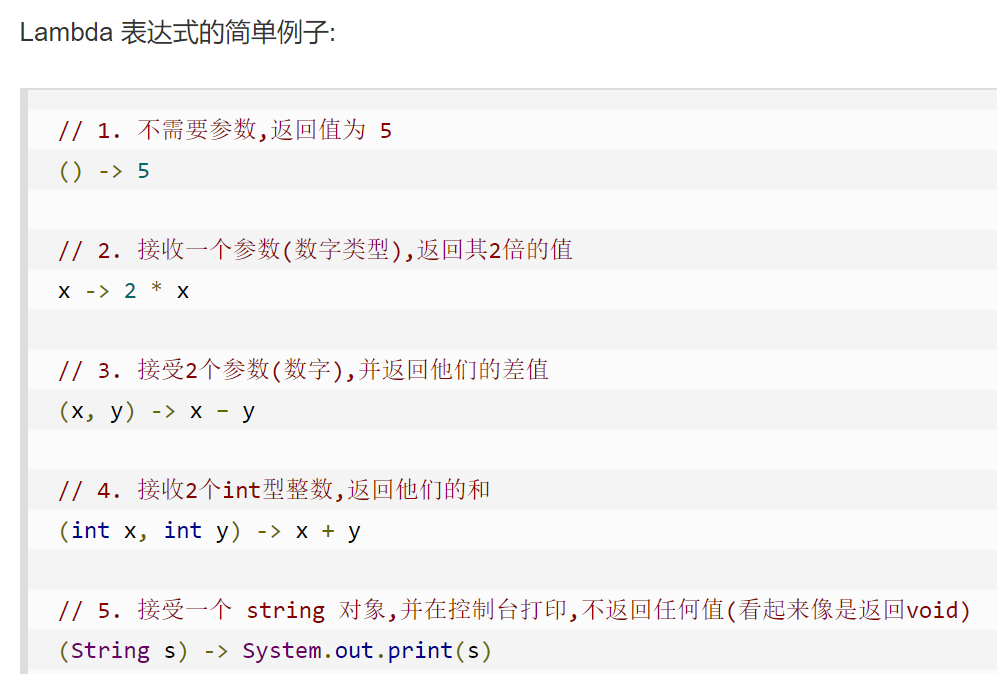 Lambda 表达式的简单例子:
// 1. 不需要参数,返回值为 5
() -> 5
// 2. 接收一个参数(数字类型),返回其2倍的值
x -> 2 * x
// 3. 接受2个参数(数字),并返回他们的差值
(x, y) -> x – y
// 4. 接收2个int型整数,返回他们的和
(int x, int y) -> x + y
// 5. 接受一个 string 对象,并在控制台打印,不返回任何值(看起来像是返回void)
(String s) -> System.out.print(s)